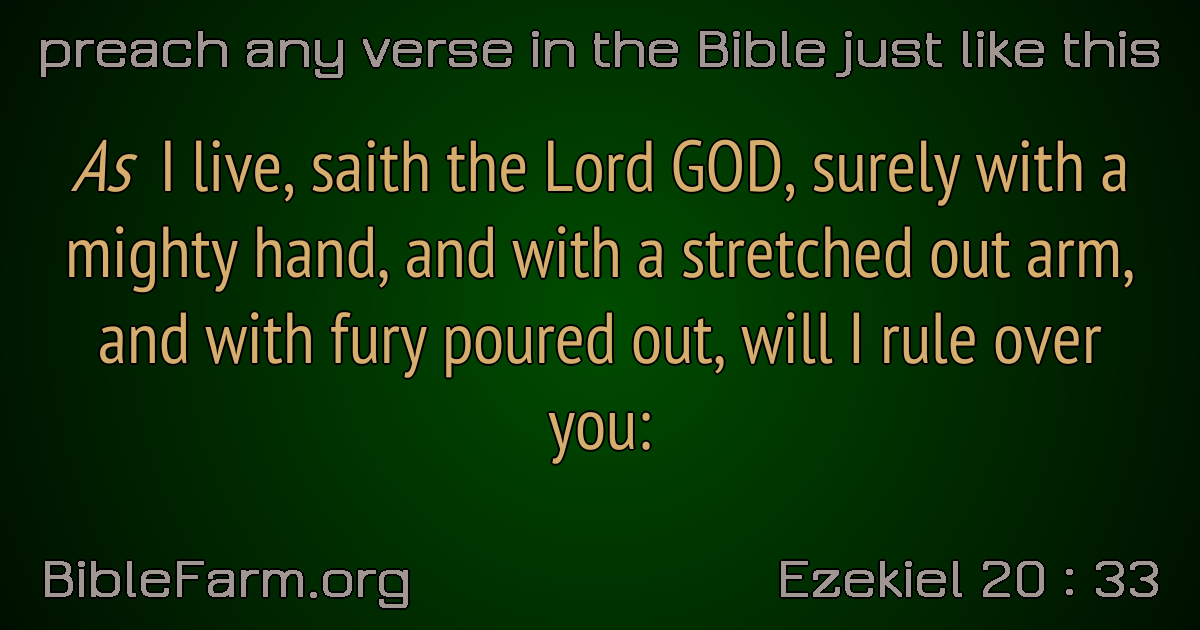 preach any verse in the Bible just like this
As I live, saith the Lord GOD, surely with a
mighty hand, and with a stretched out arm,
and with fury poured out, will I rule over
you:
BibleFarm.org
Ezekiel 20 : 33